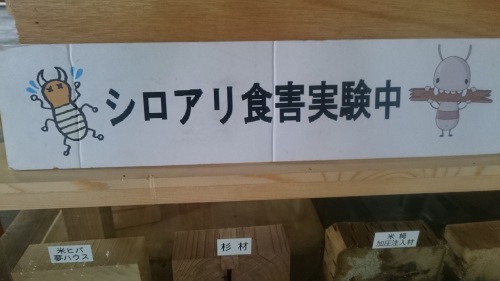 シロアリ食害実験中
米ヒバ
夢ハウス
杉 材
米 栂
加圧注入材